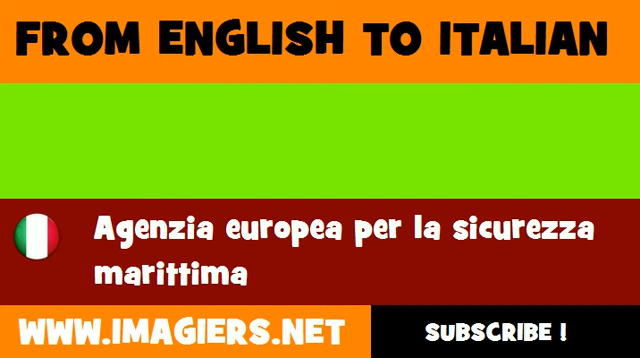 FROM ENGLISH TO ITALIAN
Agenzia europea per la sicurezza
marittima
WWW.IMAGIERS.NET
SUBSCRIBE !